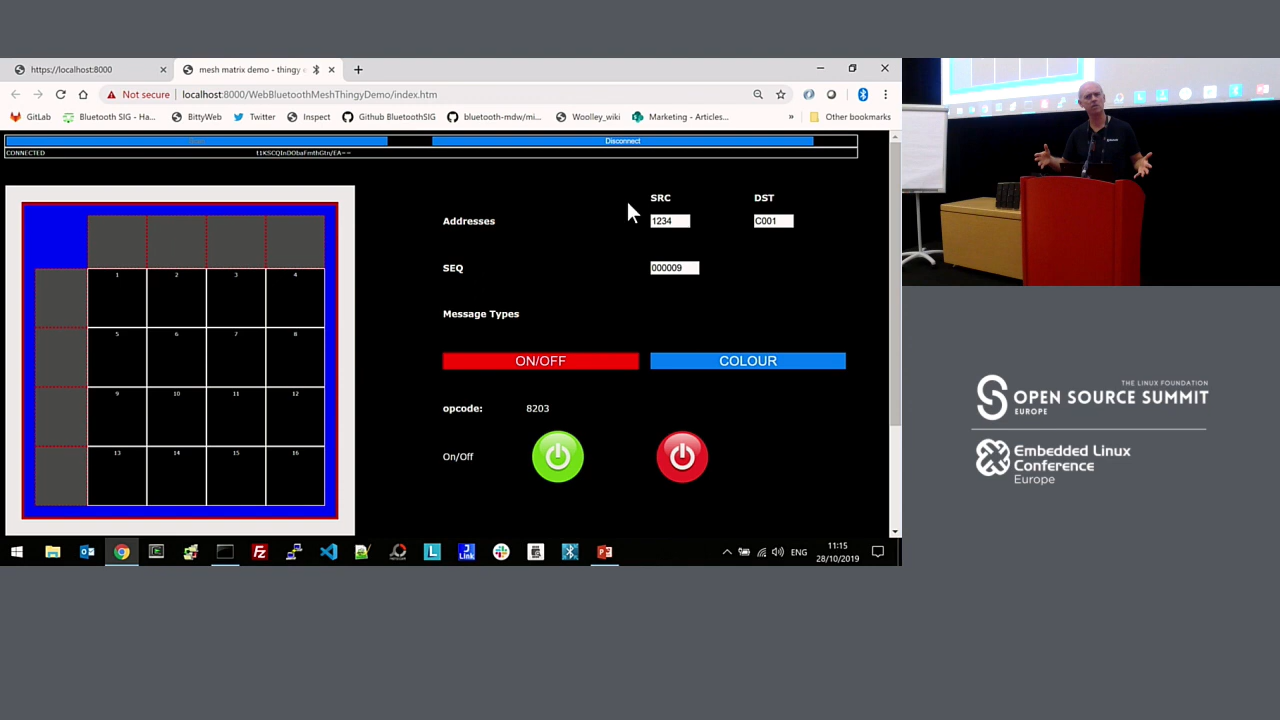 https://localhost:8000
mesh matrix demo - thingy
Not secure
localhost:8000/WebBluetoothMeshThingyDemo/index.htm
GitLab
Bluetooth SIG - Ha...
BittyWeb
Twitter
Inspect
Github BluetoothSIG
bluetooth-mdw/mi...
Woolley_wiki
Marketing - Articles...
»
Other bookmarks
Disconnect
CONNECTED
SRC
DST
Addresses
1234
C001
SEQ
000009
Message Types
ON/OFF
COLOUR
opcode:
8203
On/Off
1
2
3
4
5
6
7
8
9
10
11
12
13
14
15
16
L
Link
ENG
11:15
28/10/2019
THE LINUX FOUNDATION
OPEN SOURCE SUMMIT
EUROPE
Embedded Linux
Conference
Europe